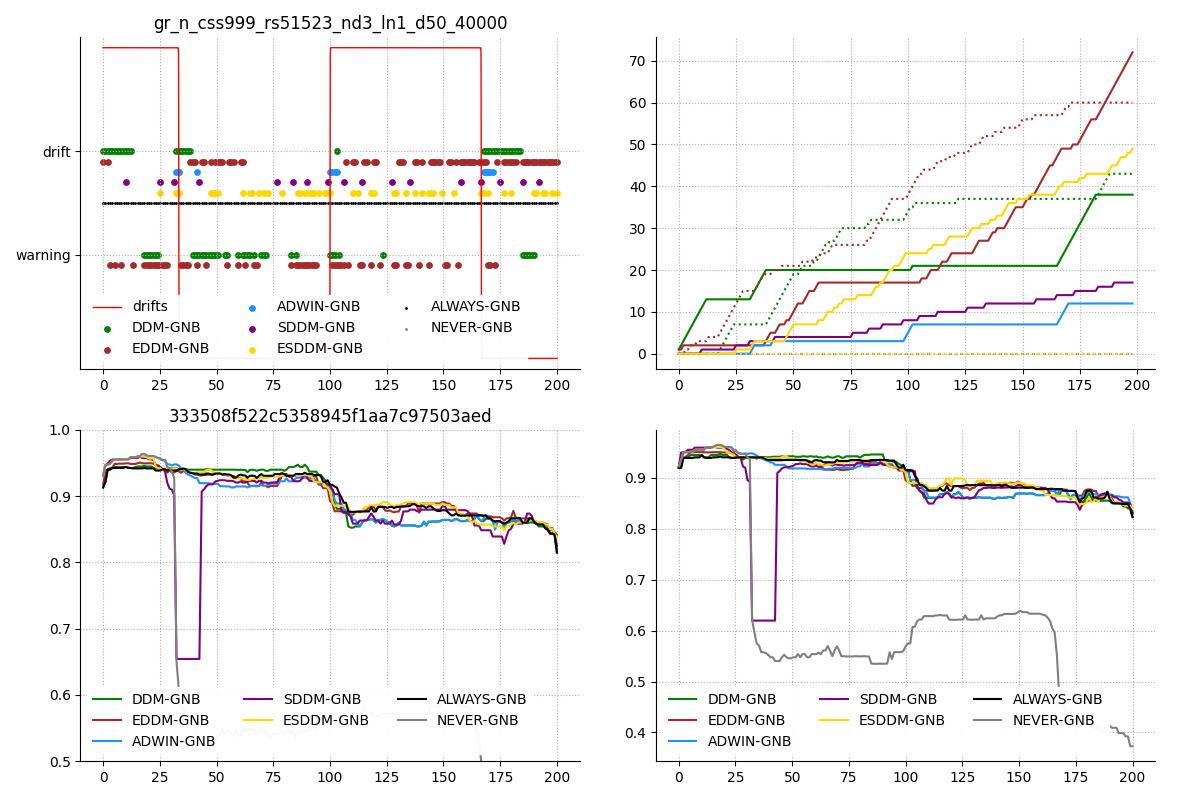 gr_n_css999_rs51523_nd3_ln1_d50_40000
drift
warning
drifts
DDM-GNB
EDDM-GNB
ADWIN-GNB
SDDM-GNB
ESDDM-GNB
ALWAYS-GNB
NEVER-GNB
0 25 50 75 100 125 150 175 200
70
60
50
40
30
20
10
0
0 25 50 75 100 125 150 175 200
333508f522c5358945f1aa7c97503aed
1.0
0.9
0.8
0.7
0.6
0.5
DDM-GNB
EDDM-GNB
ADWIN-GNB
SDDM-GNB
ESDDM-GNB
ALWAYS-GNB
NEVER-GNB
0 25 50 75 100 125 150 175 200
0.9
0.8
0.7
0.6
0.5
0.4
DDM-GNB
EDDM-GNB
ADWIN-GNB
SDDM-GNB
ESDDM-GNB
ALWAYS-GNB
NEVER-GNB
0 25 50 75 100 125 150 175 200